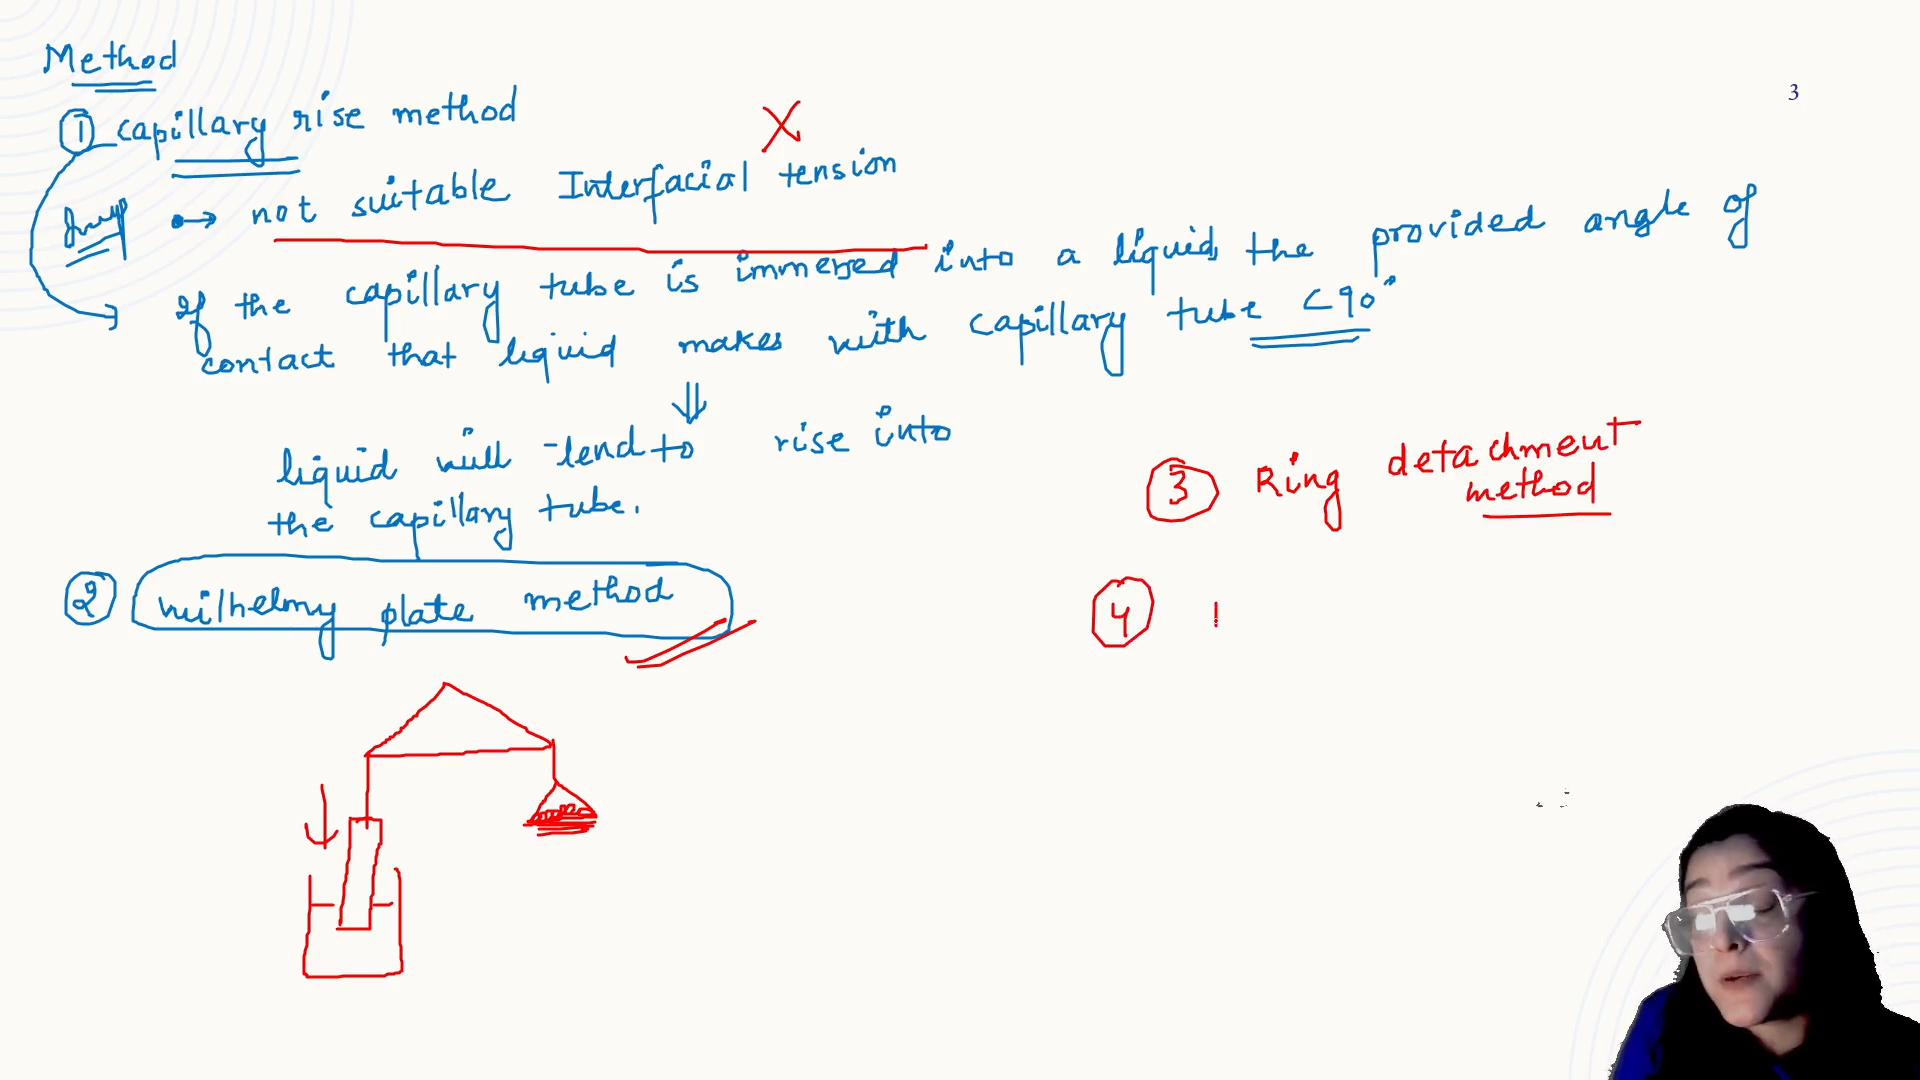 Method
3
① Capillary rise method
X
Imp → not suitable Interfacial tension
If the capillary tube is immersed into a liquid, the provided angle of
contact that liquid makes with capillary tube <90°
⇓
liquid will tend to rise into
the capillary tube.
② wilhelmy plate method
③ Ring detachment
method
④